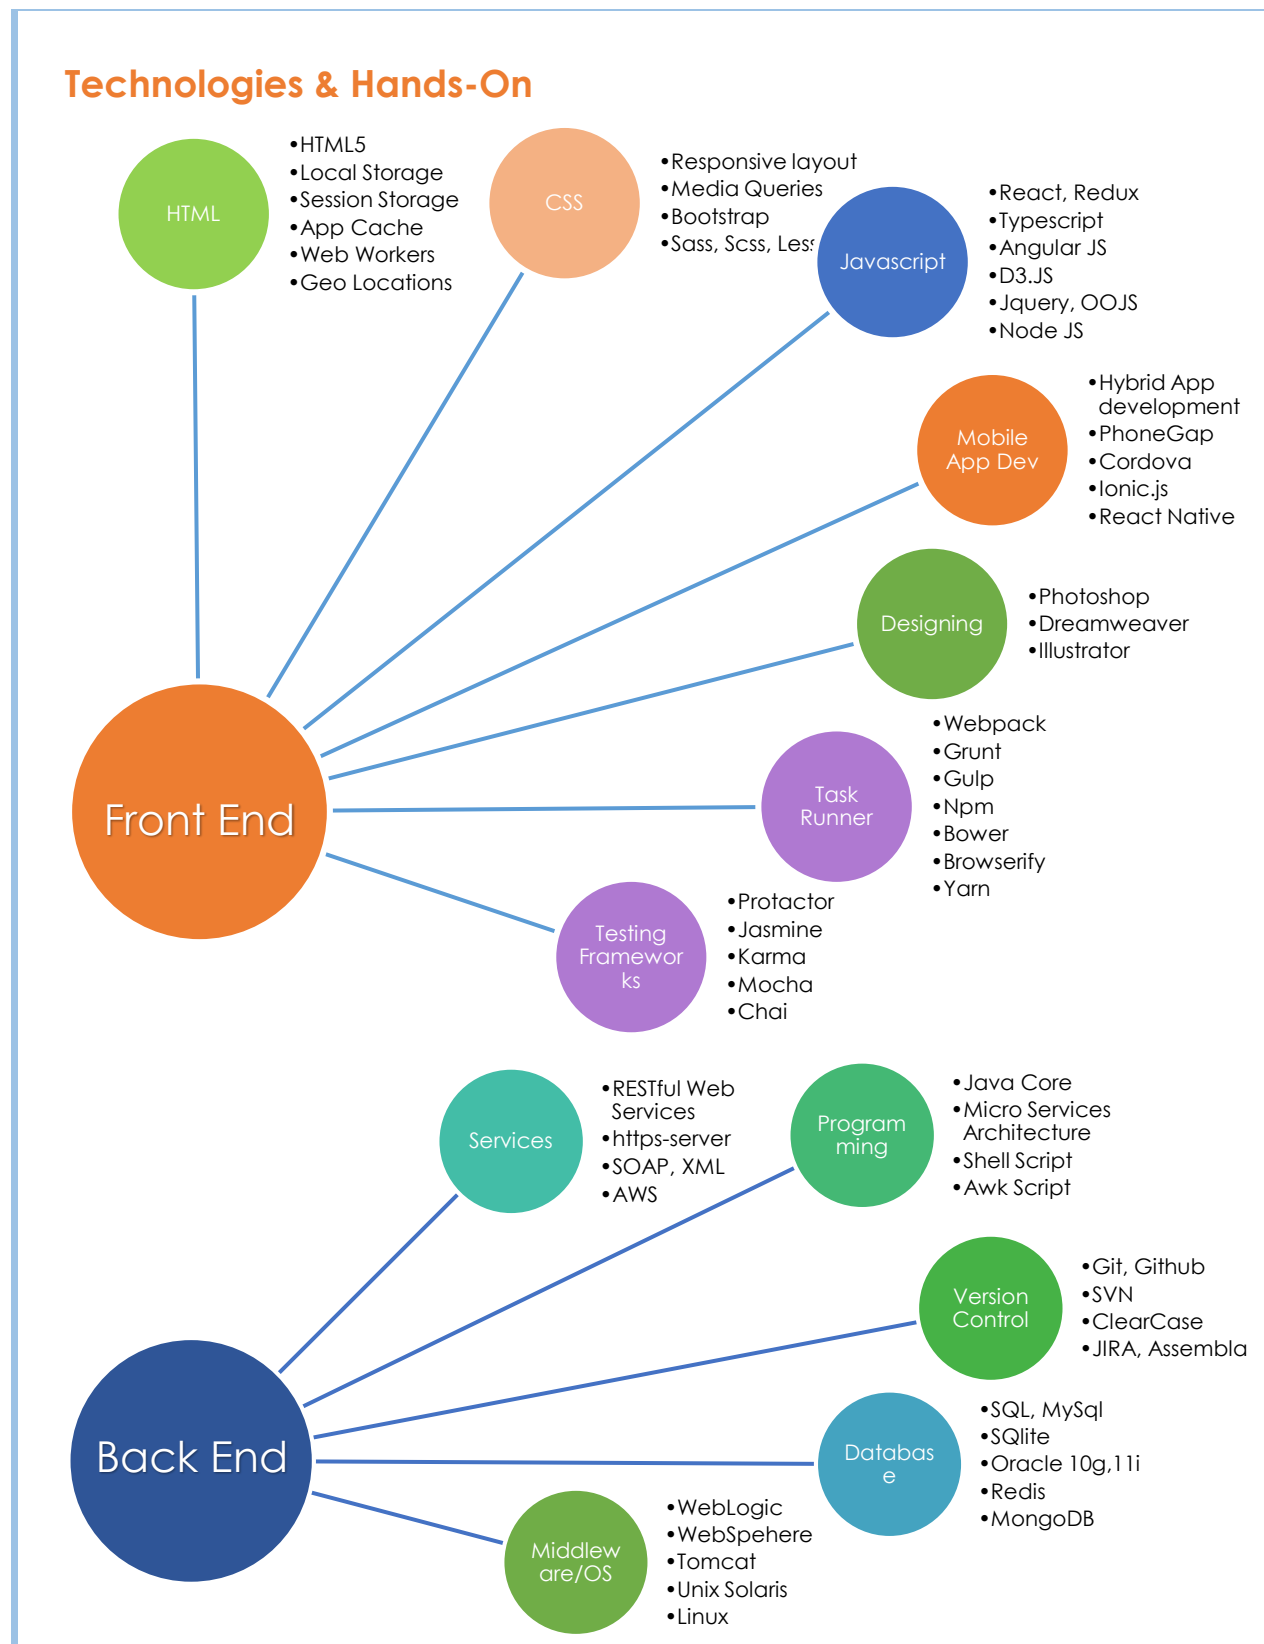 Technologies & Hands-On
HTML
•HTML5
•Local Storage
•Session Storage
•App Cache
•Web Workers
•Geo Locations
CSS
•Responsive layout
•Media Queries
•Bootstrap
•Sass, Scss, Less
Javascript
•React, Redux
•Typescript
•Angular JS
•D3.JS
•Jquery, OOJS
•Node JS
Mobile
App Dev
•Hybrid App
development
•PhoneGap
•Cordova
•Ionic.js
•React Native
Designing
•Photoshop
•Dreamweaver
•Illustrator
Task
Runner
•Webpack
•Grunt
•Gulp
•Npm
•Bower
•Browserify
•Yarn
Front End
Testing
Framewor
ks
•Protactor
•Jasmine
•Karma
•Mocha
•Chai
Services
•RESTful Web
Services
•https-server
•SOAP, XML
•AWS
Program
ming
•Java Core
•Micro Services
Architecture
•Shell Script
•Awk Script
Version
Control
•Git, Github
•SVN
•ClearCase
•JIRA, Assembla
Back End
Databas
e
•SQL, MySql
•SQlite
•Oracle 10g,11i
•Redis
•MongoDB
Middlew
are/OS
•WebLogic
•WebSpehere
•Tomcat
•Unix Solaris
•Linux